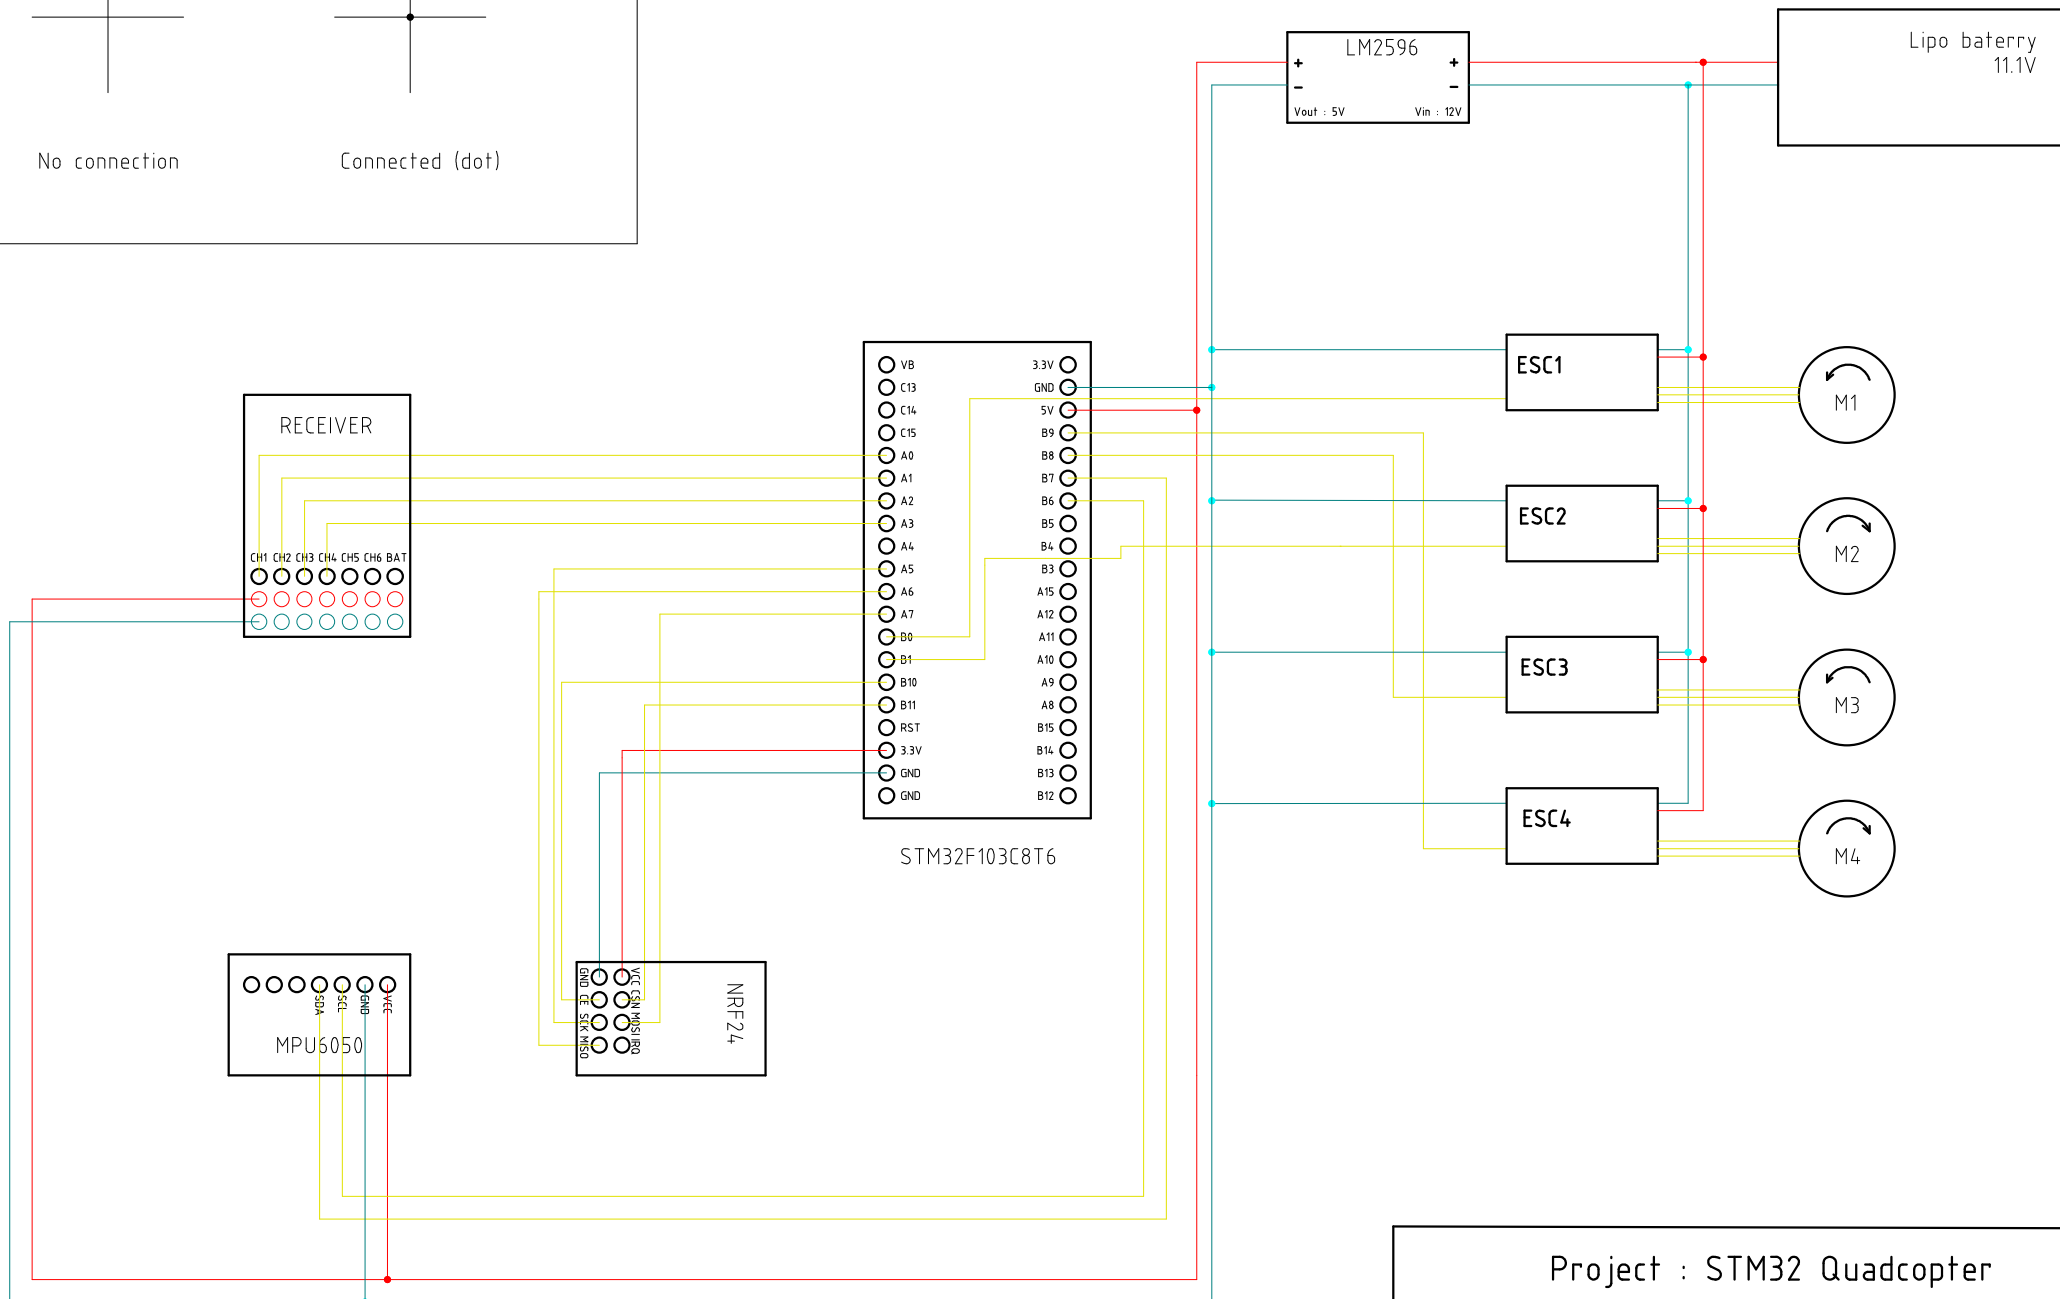 No connection
Connected (dot)
LM2596
+
+
-
-
Vout : 5V
Vin : 12V
Lipo baterry
11.1V
RECEIVER
CH1 CH2 CH3 CH4 CH5 CH6 BAT
VB
C13
C14
C15
A0
A1
A2
A3
A4
A5
A6
A7
B0
B1
B10
B11
RST
3.3V
GND
GND
3.3V
GND
5V
B9
B8
B7
B6
B5
B4
B3
A15
A12
A11
A10
A9
A8
B15
B14
B13
B12
STM32F103C8T6
ESC1
M1
ESC2
M2
ESC3
M3
ESC4
M4
SDA
SCL
GND
VCC
MPU6050
GND CE SCK MISO
VCC CSN MOSI IRQ
NRF24
Project : STM32 Quadcopter